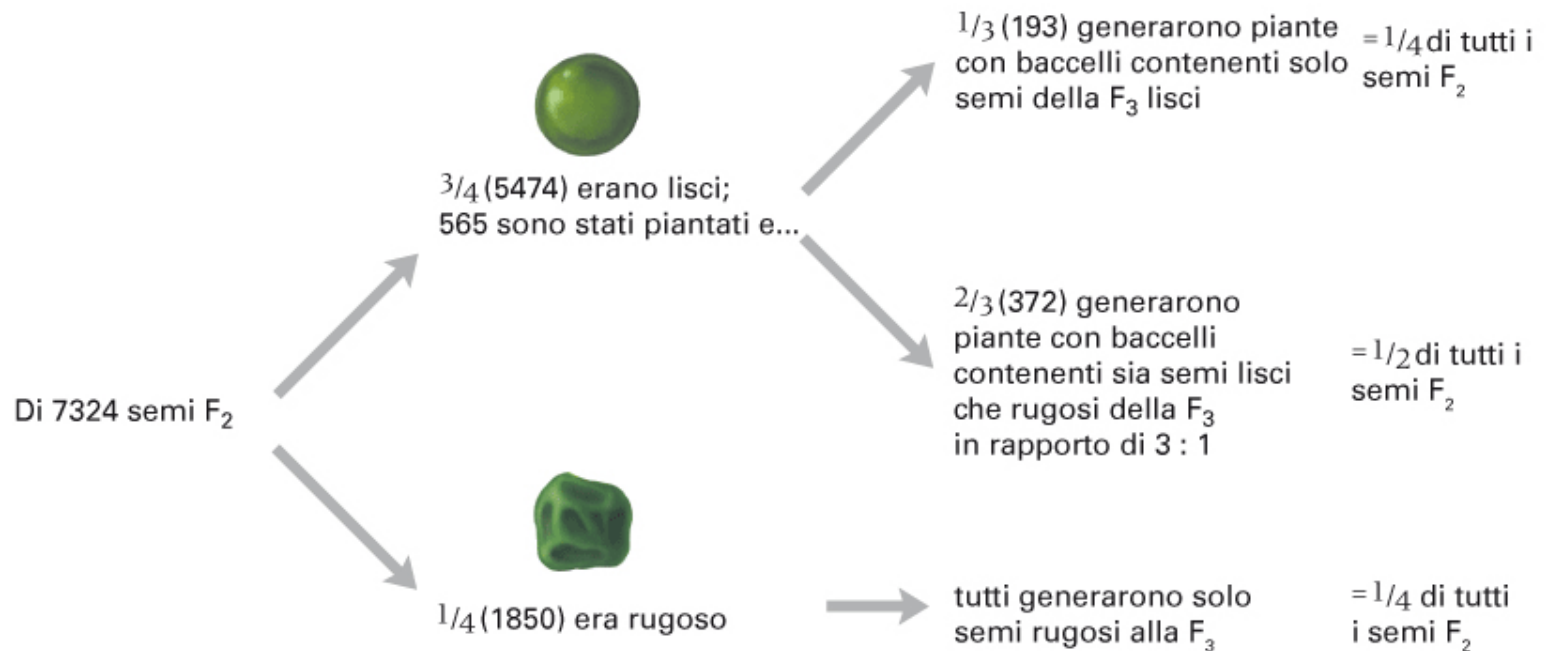 Di 7324 semi F₂
3/4 (5474) erano lisci;
565 sono stati piantati e...
1/3 (193) generarono piante
con baccelli contenenti solo
semi della F₃ lisci
= 1/4 di tutti i
semi F₂
2/3 (372) generarono
piante con baccelli
contenenti sia semi lisci
che rugosi della F₃
in rapporto di 3 : 1
= 1/2 di tutti i
semi F₂
1/4 (1850) era rugoso
tutti generarono solo
semi rugosi alla F₃
= 1/4 di tutti
i semi F₂